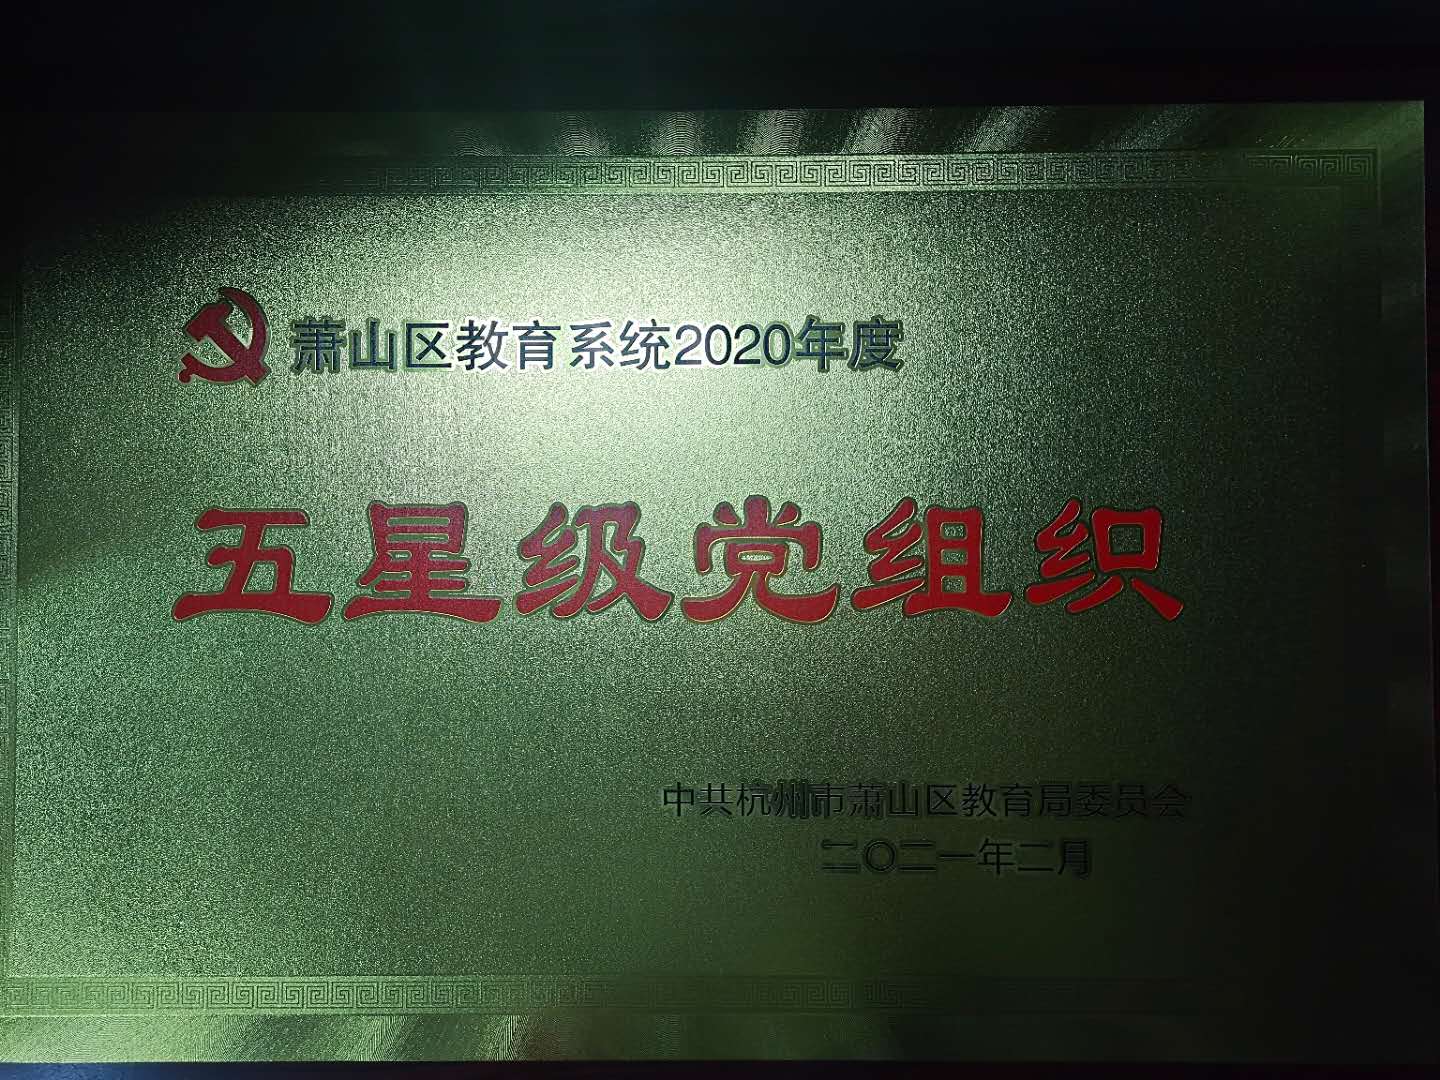 萧山区教育系统2020年度
五星级党组织
中共杭州市萧山区教育局委员会
二〇二一年二月